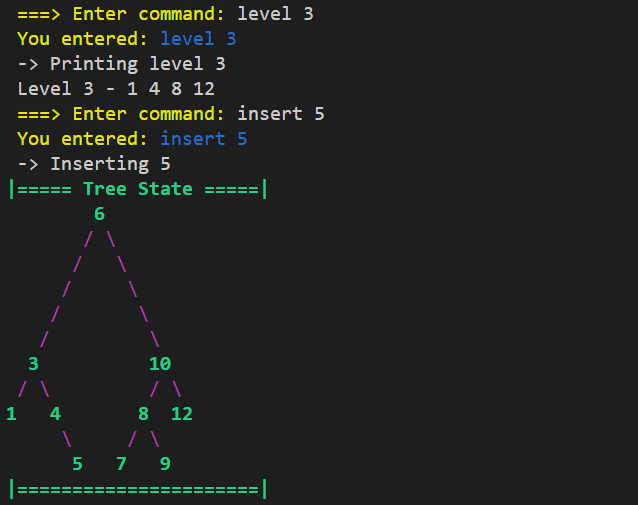 ===> Enter command: level 3
You entered: level 3
-> Printing level 3
Level 3 - 1 4 8 12
===> Enter command: insert 5
You entered: insert 5
-> Inserting 5
|===== Tree State =====|
        6
       / \
      /   \
     /     \
    /       \
   /         \
  3          10
 / \         / \
1   4       8  12
     \     / \
      5   7   9
|======================|